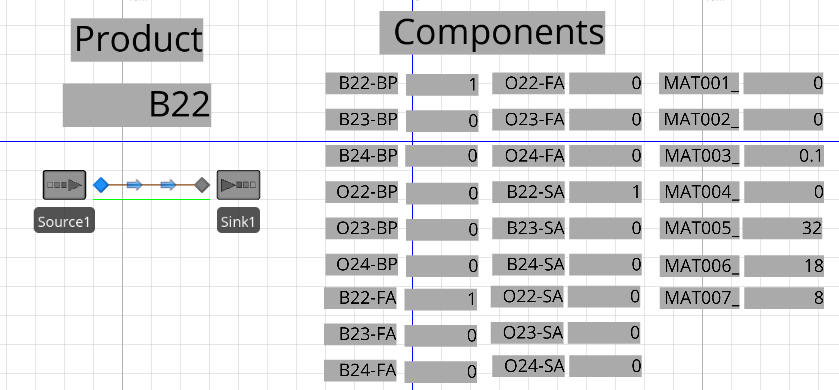 Product
B22
Source1
Sink1
Components
B22-BP 1 O22-FA 0 MAT001_ 0
B23-BP 0 O23-FA 0 MAT002_ 0
B24-BP 0 O24-FA 0 MAT003_ 0.1
O22-BP 0 B22-SA 1 MAT004_ 0
O23-BP 0 B23-SA 0 MAT005_ 32
O24-BP 0 B24-SA 0 MAT006_ 18
B22-FA 1 O22-SA 0 MAT007_ 8
B23-FA 0 O23-SA 0
B24-FA 0 O24-SA 0